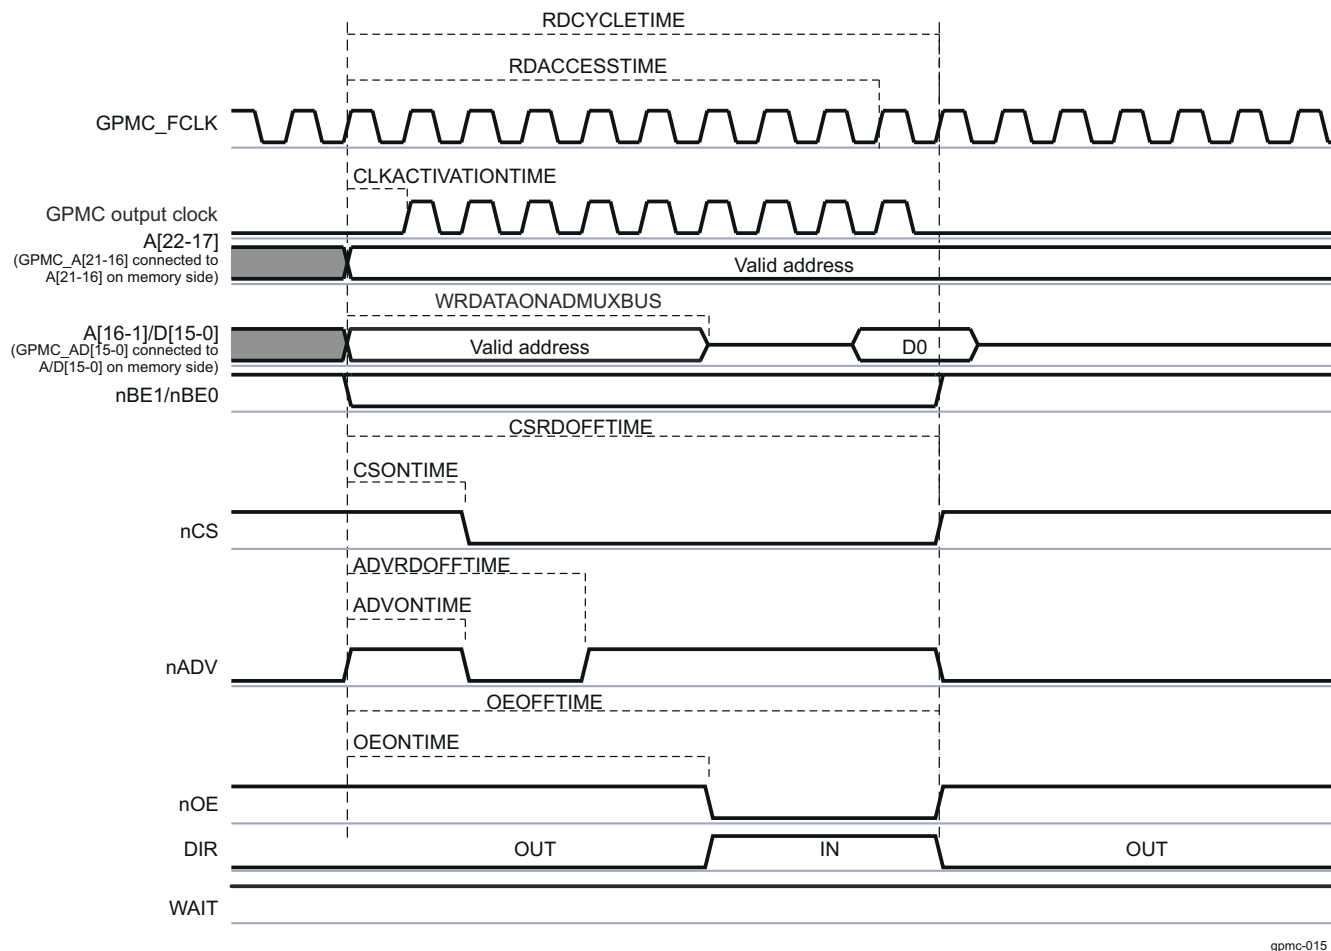 RDCYCLETIME
RDACCESSTIME
GPMC_FCLK
CLKACTIVATIONTIME
GPMC output clock
A[22-17]
(GPMC_A[21-16] connected to
A[21-16] on memory side)
Valid address
WRDATAONADMUXBUS
A[16-1]/D[15-0]
(GPMC_AD[15-0] connected to
A/D[15-0] on memory side)
Valid address
D0
nBE1/nBE0
CSRDOFFTIME
CSONTIME
nCS
ADVRDOFFTIME
ADVONTIME
nADV
OEOFFTIME
OEONTIME
nOE
DIR
OUT
IN
OUT
WAIT
gpmc-015